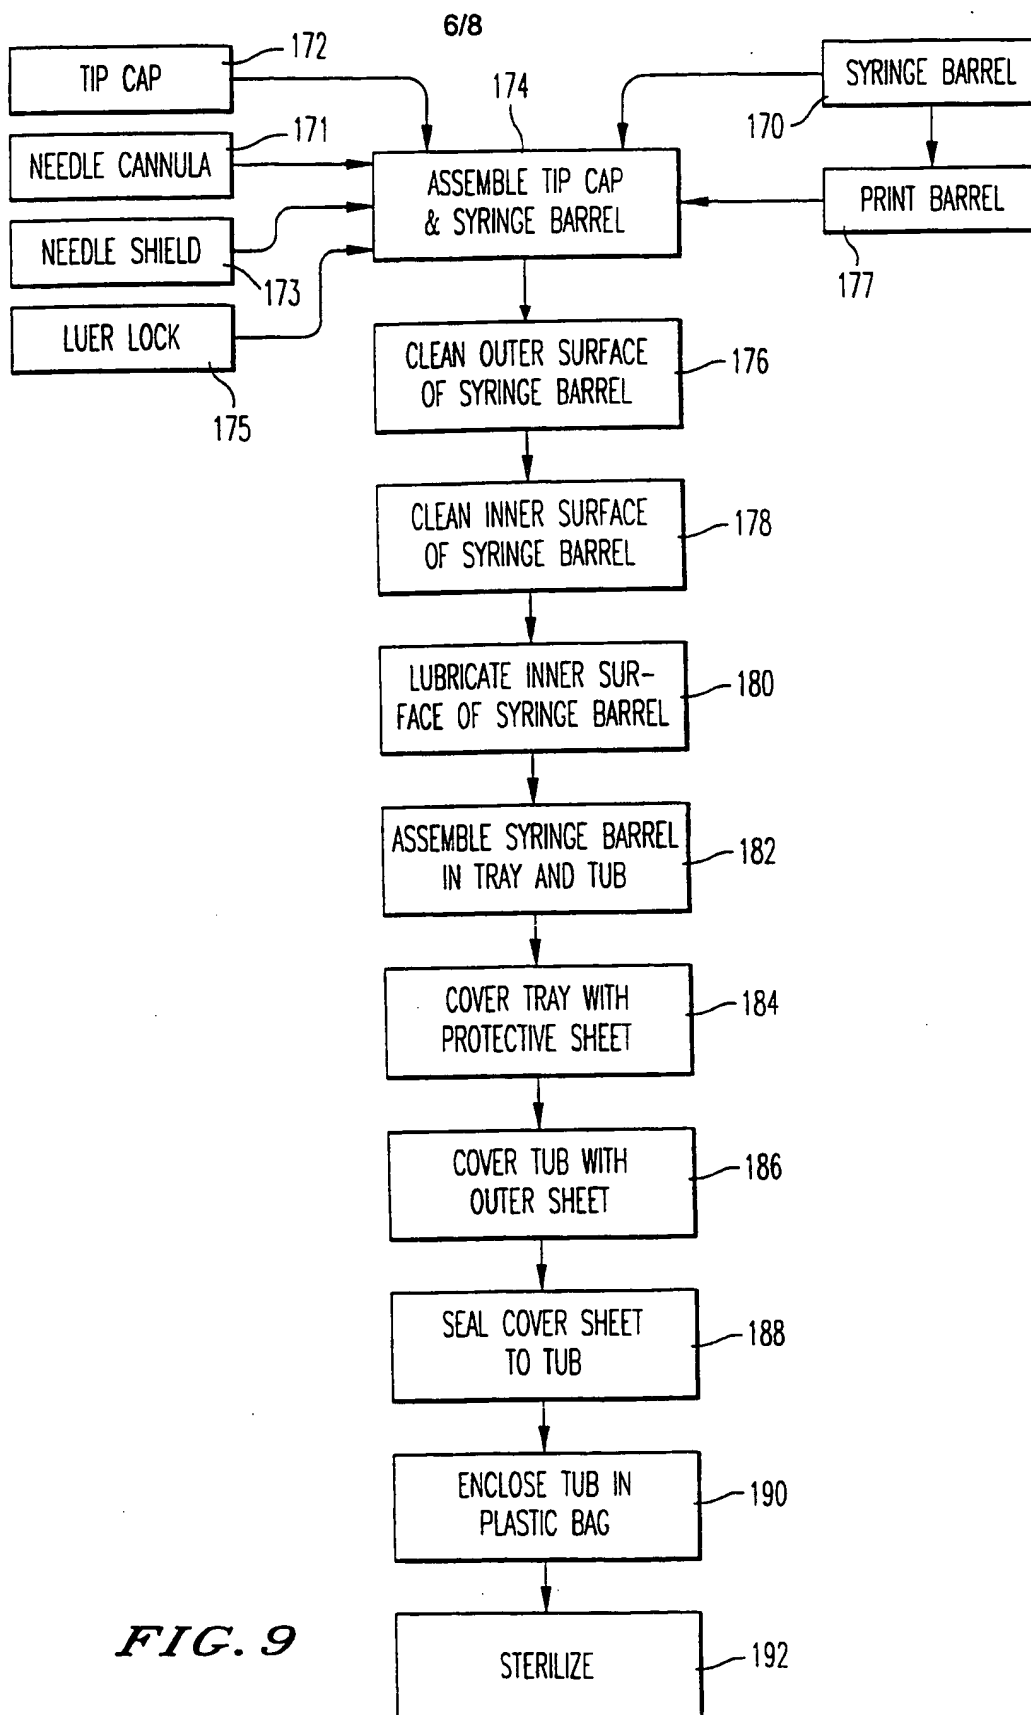 6/8
TIP CAP
172
NEEDLE CANNULA
171
NEEDLE SHIELD
173
LUER LOCK
175
174
ASSEMBLE TIP CAP
& SYRINGE BARREL
SYRINGE BARREL
170
PRINT BARREL
177
CLEAN OUTER SURFACE
OF SYRINGE BARREL
176
CLEAN INNER SURFACE
OF SYRINGE BARREL
178
LUBRICATE INNER SUR-
FACE OF SYRINGE BARREL
180
ASSEMBLE SYRINGE BARREL
IN TRAY AND TUB
182
COVER TRAY WITH
PROTECTIVE SHEET
184
COVER TUB WITH
OUTER SHEET
186
SEAL COVER SHEET
TO TUB
188
ENCLOSE TUB IN
PLASTIC BAG
190
STERILIZE
192
FIG. 9